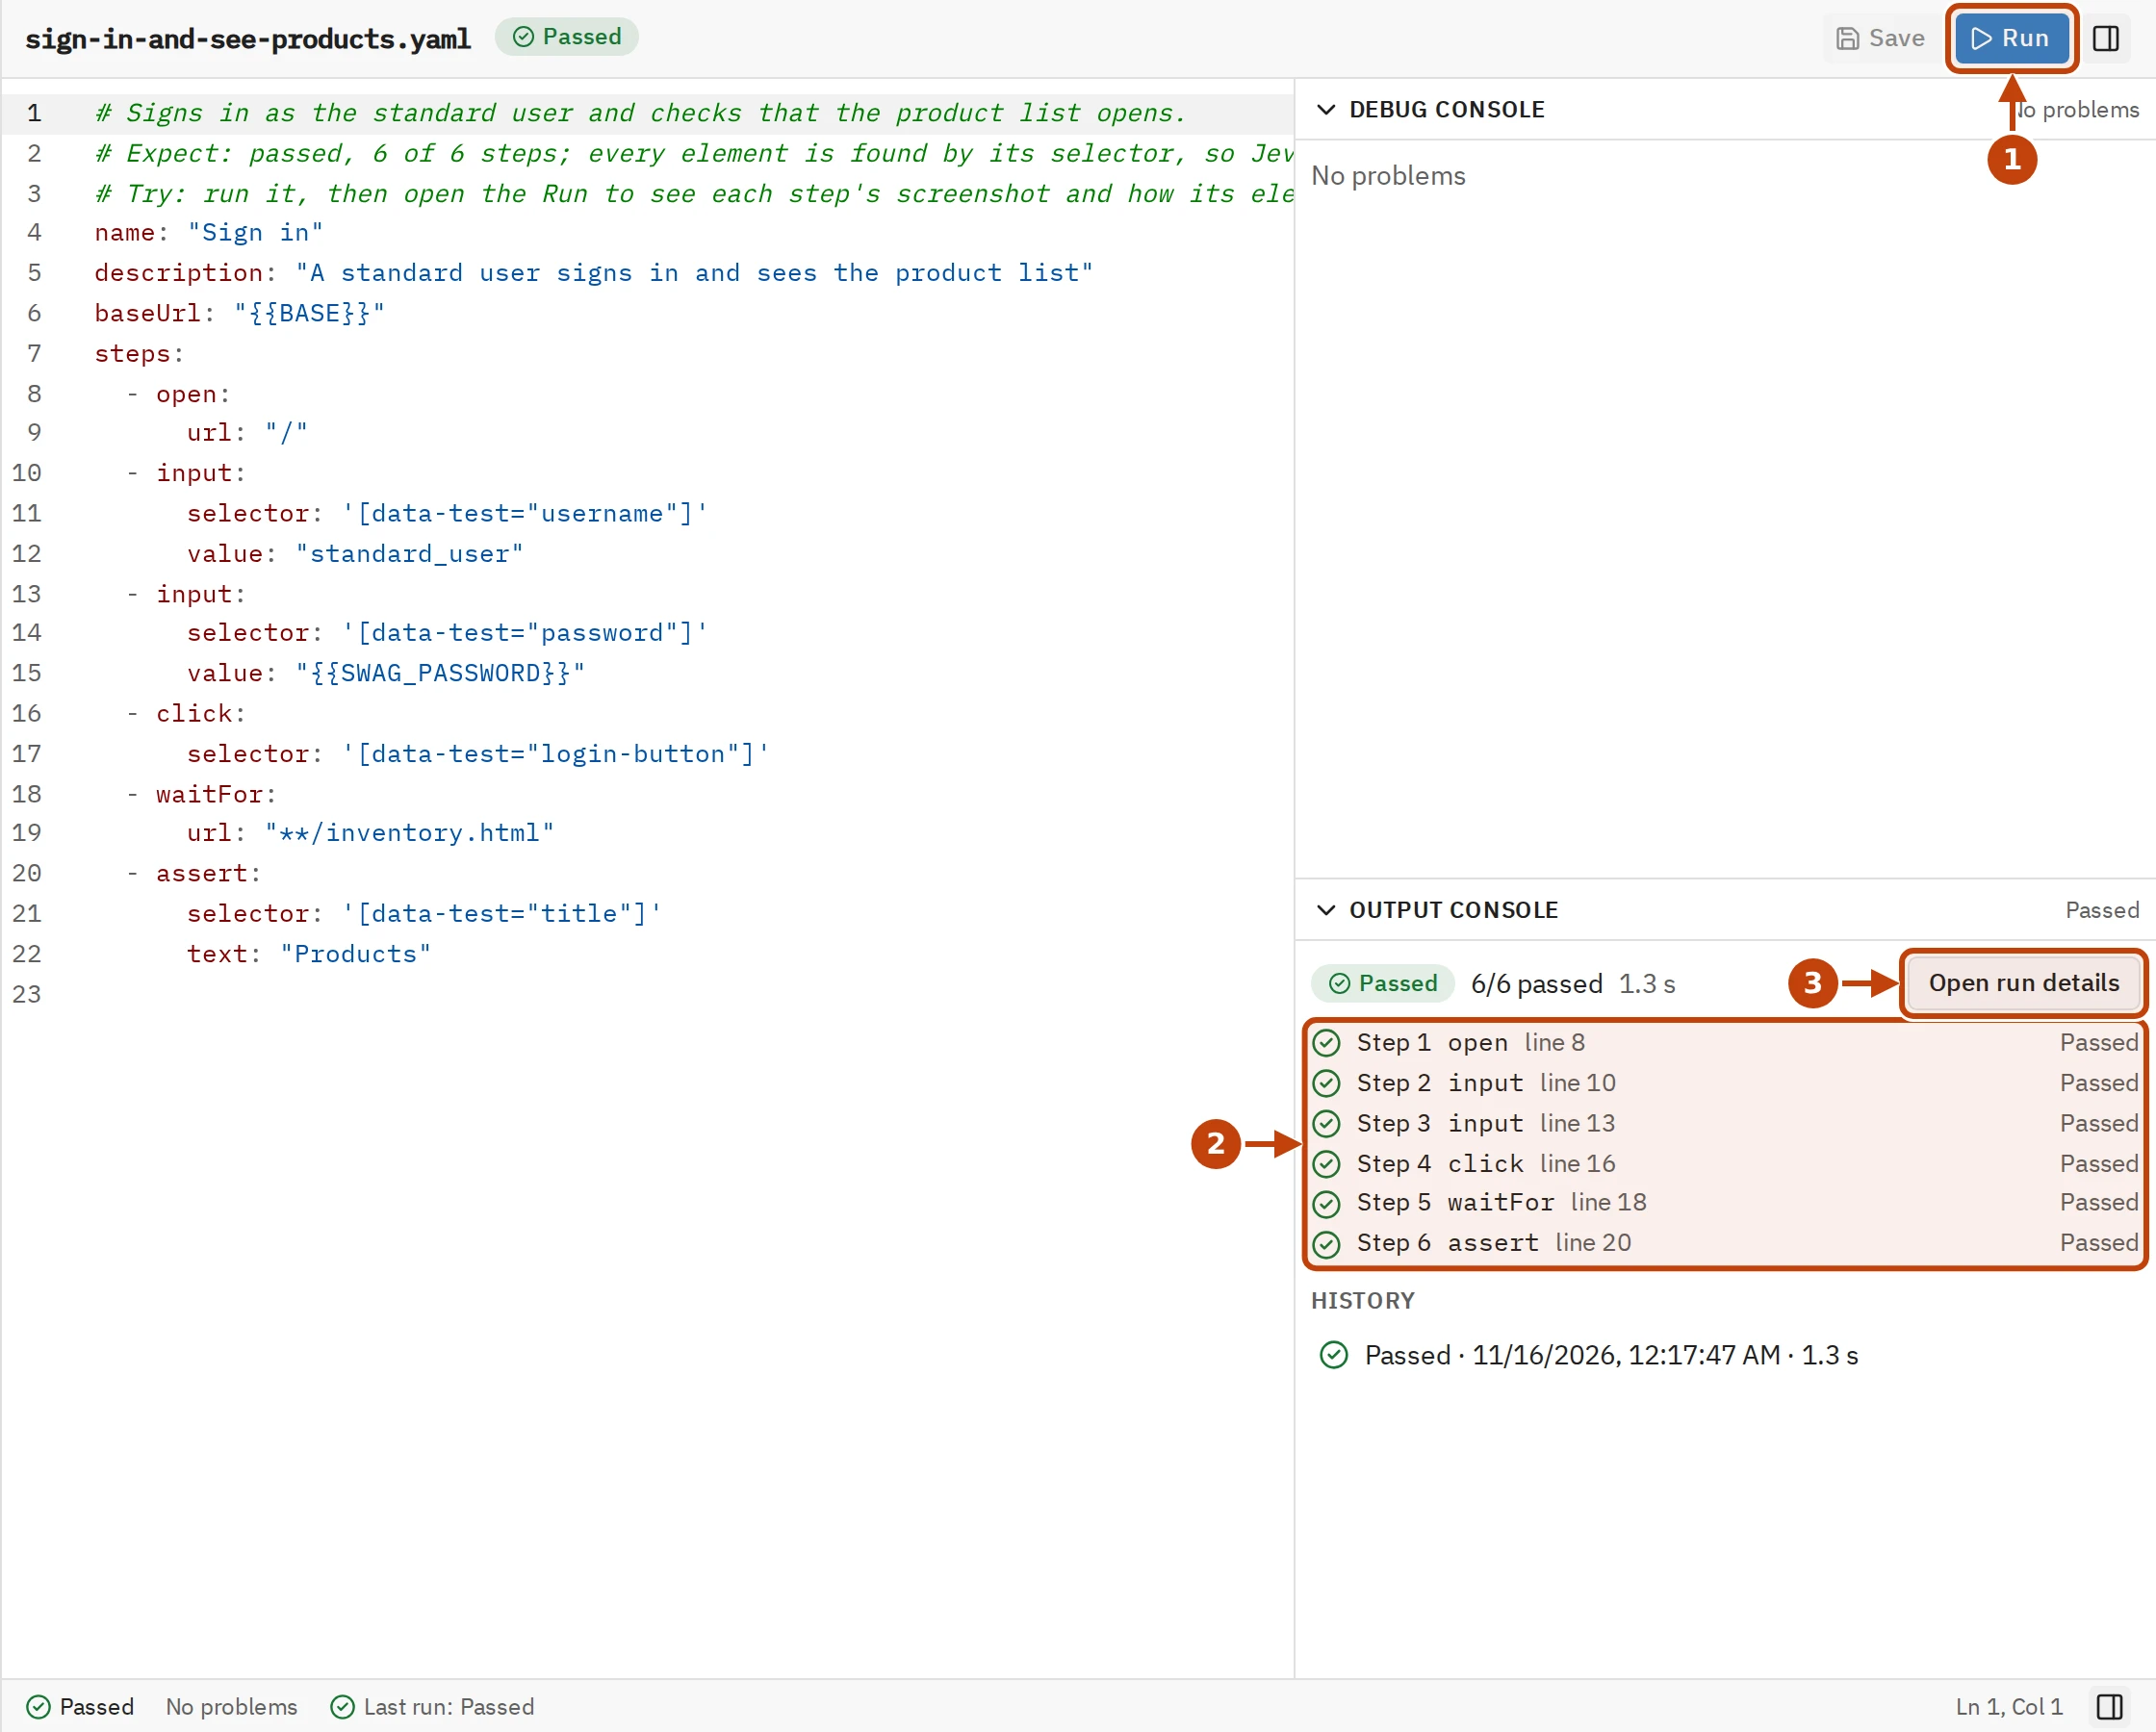 sign-in-and-see-products.yaml
Passed
Save
Run
1 # Signs in as the standard user and checks that the product list opens.
2 # Expect: passed, 6 of 6 steps; every element is found by its selector, so Jev
3 # Try: run it, then open the Run to see each step's screenshot and how its ele
4 name: "Sign in"
5 description: "A standard user signs in and sees the product list"
6 baseUrl: "{{BASE}}"
7 steps:
8 - open:
9 url: "/"
10 - input:
11 selector: '[data-test="username"]'
12 value: "standard_user"
13 - input:
14 selector: '[data-test="password"]'
15 value: "{{SWAG_PASSWORD}}"
16 - click:
17 selector: '[data-test="login-button"]'
18 - waitFor:
19 url: "**/inventory.html"
20 - assert:
21 selector: '[data-test="title"]'
22 text: "Products"
23
DEBUG CONSOLE
problems
1
No problems
OUTPUT CONSOLE
Passed
Passed 6/6 passed 1.3 s
3
Open run details
2
Step 1 open line 8 Passed
Step 2 input line 10 Passed
Step 3 input line 13 Passed
Step 4 click line 16 Passed
Step 5 waitFor line 18 Passed
Step 6 assert line 20 Passed
HISTORY
Passed · 11/16/2026, 12:17:47 AM · 1.3 s
Passed
No problems
Last run: Passed
Ln 1, Col 1